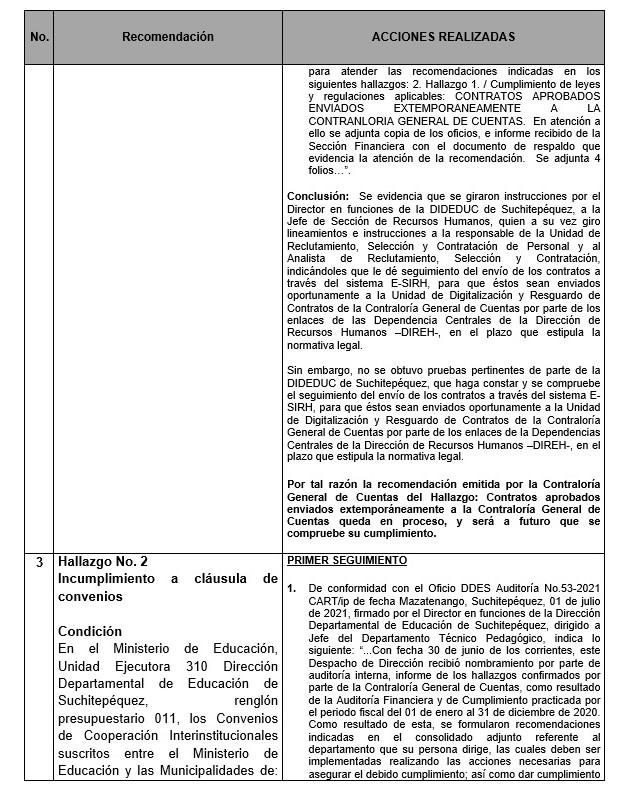 No.
Recomendación
ACCIONES REALIZADAS
para atender las recomendaciones indicadas en los
siguientes hallazgos: 2. Hallazgo 1. / Cumplimiento de leyes
y regulaciones aplicables: CONTRATOS APROBADOS
ENVIADOS EXTEMPORANEAMENTE A LA
CONTRANLORIA GENERAL DE CUENTAS. En atención a
ello se adjunta copia de los oficios, e informe recibido de la
Sección Financiera con el documento de respaldo que
evidencia la atención de la recomendación. Se adjunta 4
folios…”.
Conclusión: Se evidencia que se giraron instrucciones por el
Director en funciones de la DIDEDUC de Suchitepéquez, a la
Jefe de Sección de Recursos Humanos, quien a su vez giro
lineamientos e instrucciones a la responsable de la Unidad de
Reclutamiento, Selección y Contratación de Personal y al
Analista de Reclutamiento, Selección y Contratación,
indicándoles que le dé seguimiento del envío de los contratos a
través del sistema E-SIRH, para que éstos sean enviados
oportunamente a la Unidad de Digitalización y Resguardo de
Contratos de la Contraloría General de Cuentas por parte de los
enlaces de las Dependencia Centrales de la Dirección de
Recursos Humanos –DIREH-, en el plazo que estipula la
normativa legal.
Sin embargo, no se obtuvo pruebas pertinentes de parte de la
DIDEDUC de Suchitepéquez, que haga constar y se compruebe
el seguimiento del envío de los contratos a través del sistema E-
SIRH, para que éstos sean enviados oportunamente a la Unidad
de Digitalización y Resguardo de Contratos de la Contraloría
General de Cuentas por parte de los enlaces de la Dependencias
Centrales de la Dirección de Recursos Humanos –DIREH-, en el
plazo que estipula la normativa legal.
Por tal razón la recomendación emitida por la Contraloría
General de Cuentas del Hallazgo: Contratos aprobados
enviados extemporáneamente a la Contraloría General de
Cuentas queda en proceso, y será a futuro que se
compruebe su cumplimiento.
3
Hallazgo No. 2
Incumplimiento a cláusula de
convenios
Condición
En el Ministerio de Educación,
Unidad Ejecutora 310 Dirección
Departamental de Educación de
Suchitepéquez, renglón
presupuestario 011, los Convenios
de Cooperación Interinstitucionales
suscritos entre el Ministerio de
Educación y las Municipalidades de:
PRIMER SEGUIMIENTO
1. De conformidad con el Oficio DDES Auditoría No.53-2021
CART/ip de fecha Mazatenango, Suchitepéquez, 01 de julio
de 2021, firmado por el Director en funciones de la Dirección
Departamental de Educación de Suchitepéquez, dirigido a
Jefe del Departamento Técnico Pedagógico, indica lo
siguiente: “...Con fecha 30 de junio de los corrientes, este
Despacho de Dirección recibió nombramiento por parte de
auditoría interna, informe de los hallazgos confirmados por
parte de la Contraloría General de Cuentas, como resultado
de la Auditoría Financiera y de Cumplimiento practicada por
el periodo fiscal del 01 de enero al 31 de diciembre de 2020.
Como resultado de esta, se formularon recomendaciones
indicadas en el consolidado adjunto referente al
departamento que su persona dirige, las cuales deben ser
implementadas realizando las acciones necesarias para
asegurar el debido cumplimiento; así como dar cumplimiento